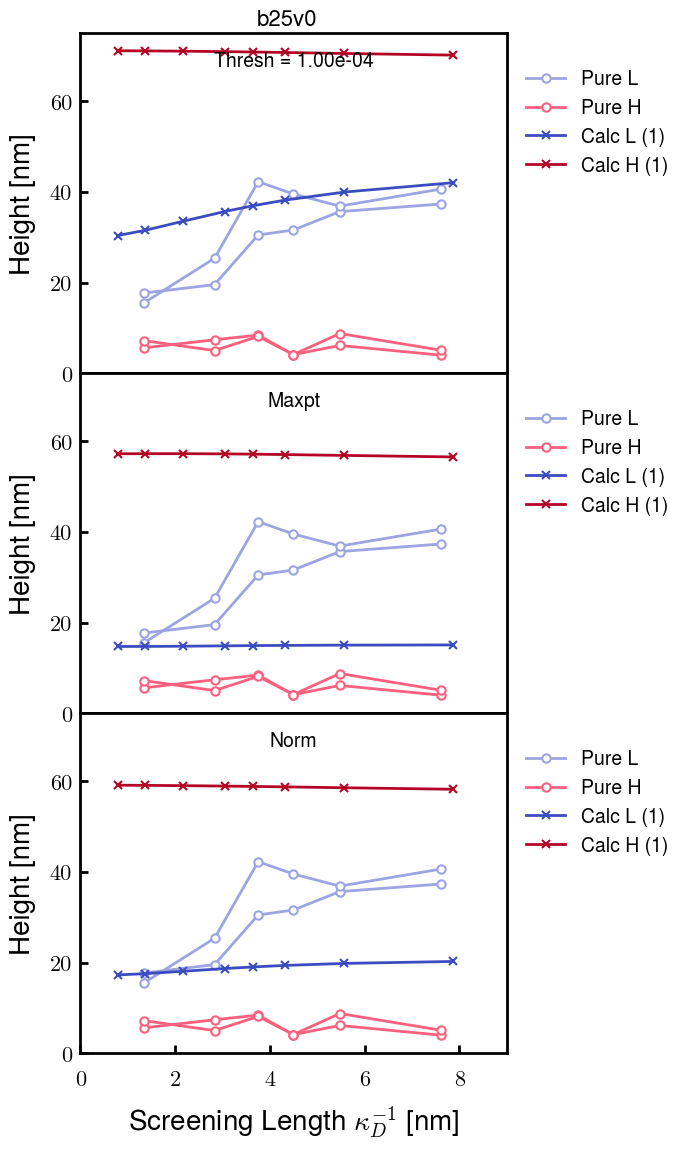 b25v0
Thresh = 1.00e-04
60
40
20
0
Height [nm]
Pure L
Pure H
Calc L (1)
Calc H (1)
Maxpt
60
40
20
0
Height [nm]
Pure L
Pure H
Calc L (1)
Calc H (1)
Norm
60
40
20
0
Height [nm]
Pure L
Pure H
Calc L (1)
Calc H (1)
0 2 4 6 8
Screening Length κ_D^{-1} [nm]